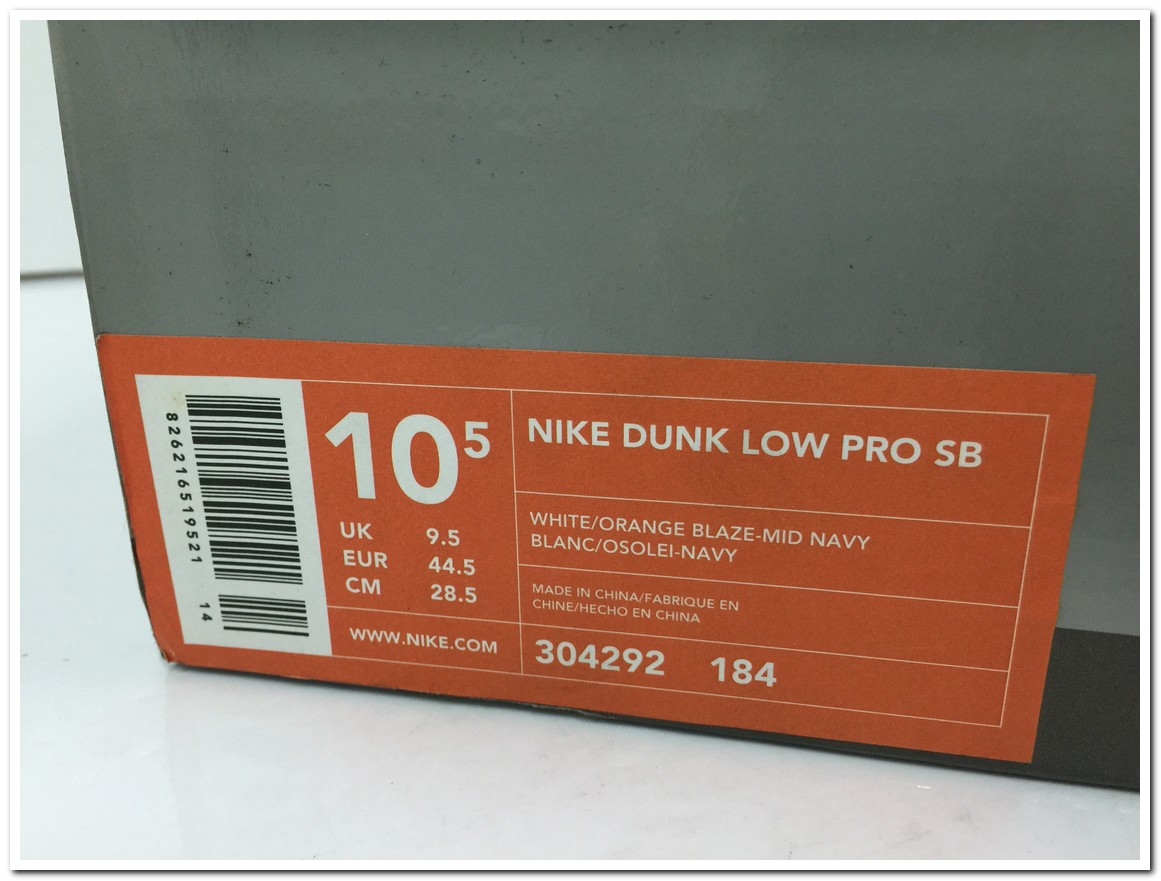 826216519521 14
10 5
UK 9.5
EUR 44.5
CM 28.5
WWW.NIKE.COM
NIKE DUNK LOW PRO SB
WHITE/ORANGE BLAZE-MID NAVY
BLANC/OSOLEI-NAVY
MADE IN CHINA/FABRIQUE EN
CHINE/HECHO EN CHINA
304292 184